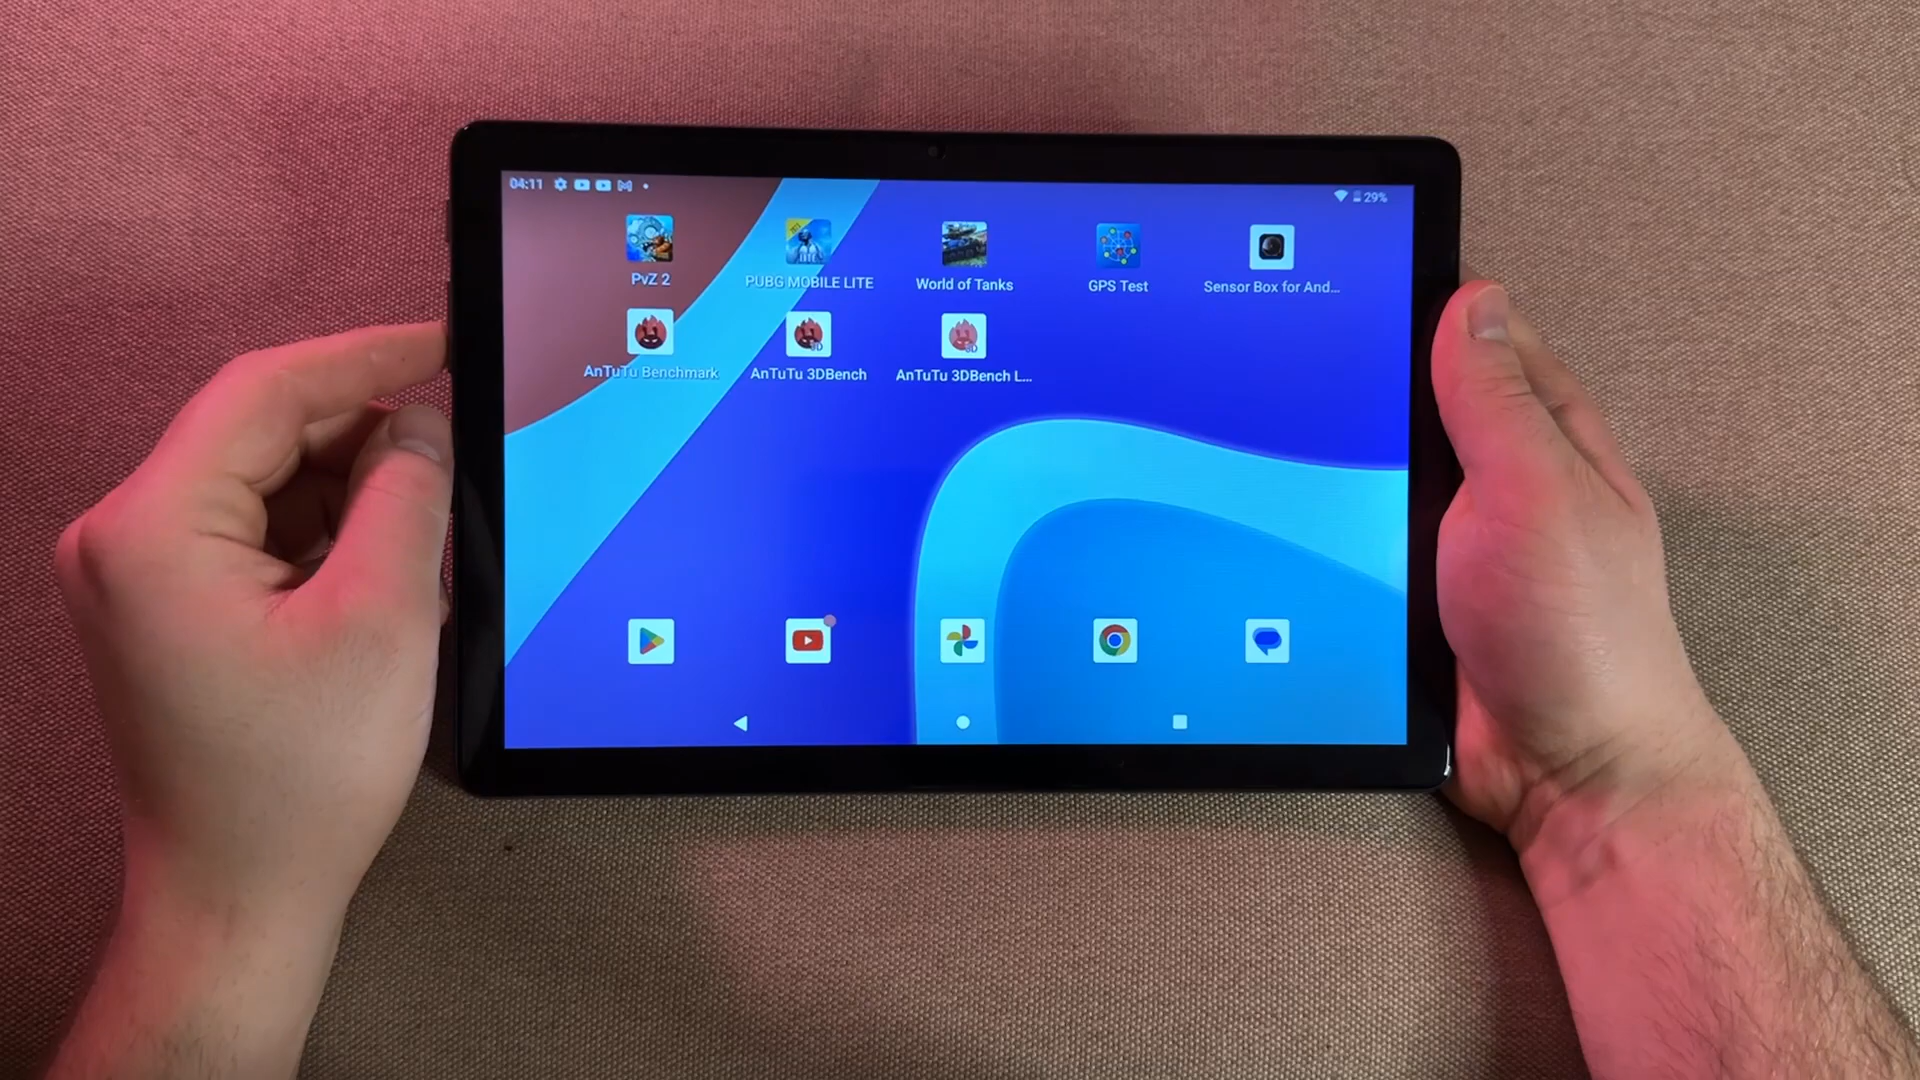 04:11
29%
PvZ 2
PUBG MOBILE LITE
World of Tanks
GPS Test
Sensor Box for And...
AnTuTu Benchmark
AnTuTu 3DBench
AnTuTu 3DBench L...